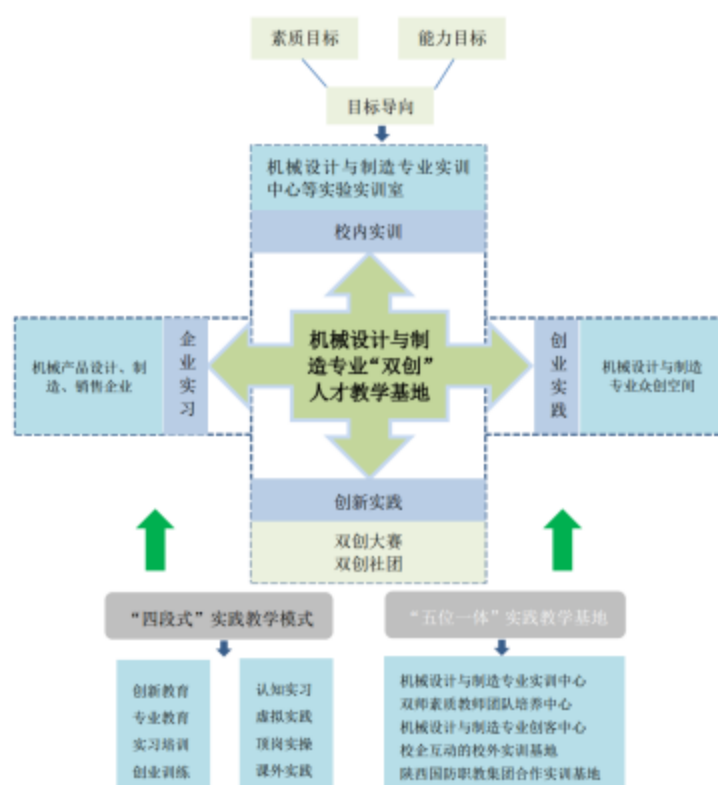 素质目标
能力目标
目标导向
机械设计与制造专业实训
中心等实验实训室
校内实训
机械产品设计、制
造、销售企业
企
业
实
习
机械设计与制
造专业“双创”
人才教学基地
创
业
实
践
机械设计与制造
专业众创空间
创新实践
双创大赛
双创社团
“四段式”实践教学模式
创新教育
专业教育
实习培训
创业训练
认知实习
虚拟实践
顶岗实操
课外实践
“五位一体”实践教学基地
机械设计与制造专业实训中心
双师素质教师团队培养中心
机械设计与制造专业创客中心
校企互动的校外实训基地
陕西国防职教集团合作实训基地